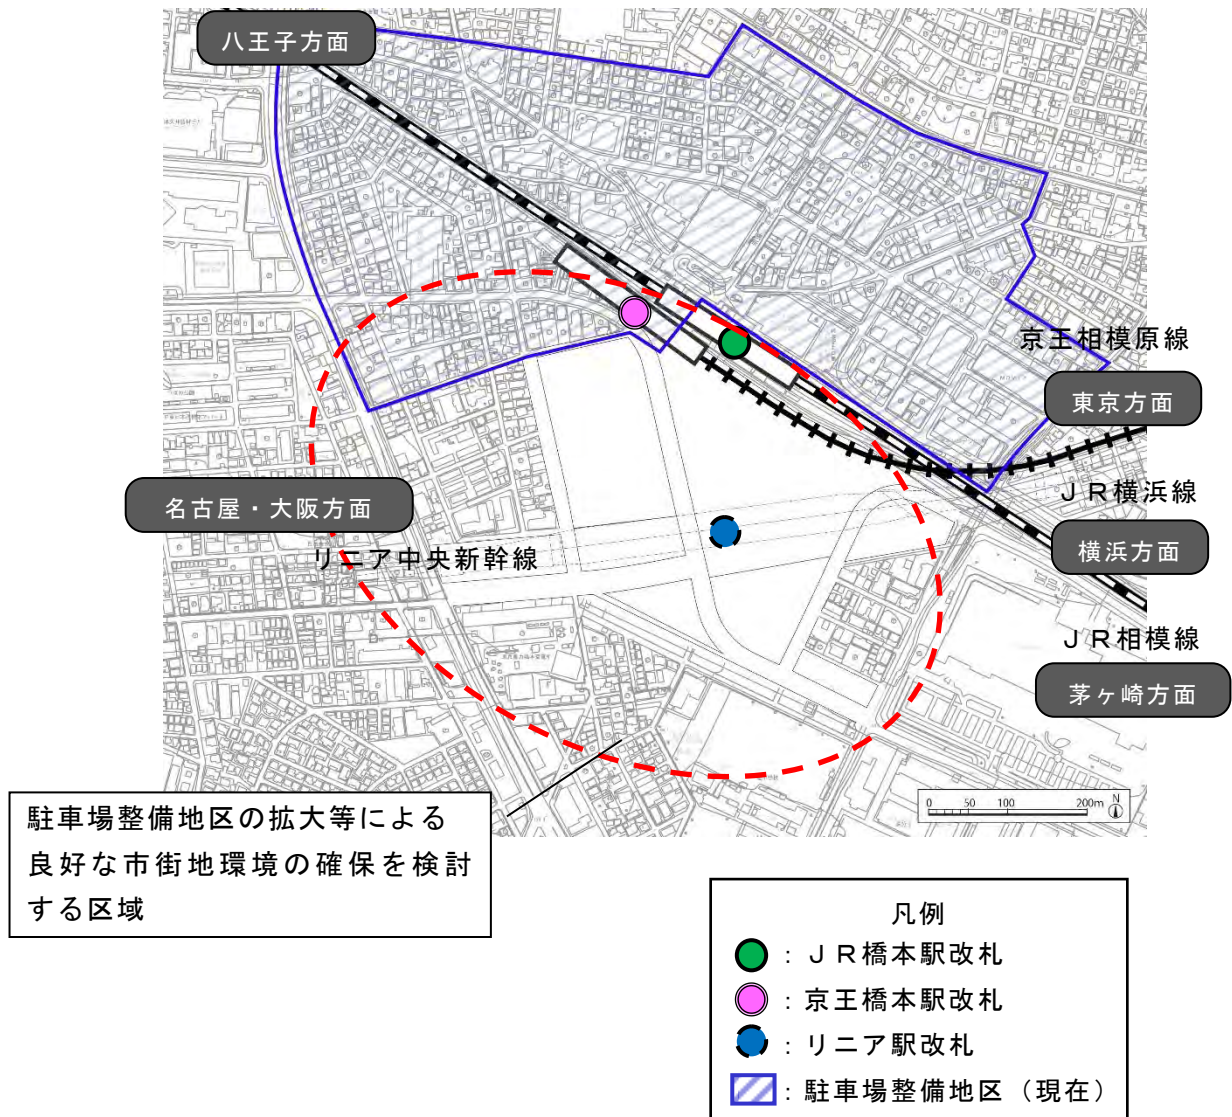 八王子方面
京王相模原線
東京方面
JR横浜線
名古屋・大阪方面
リニア中央新幹線
横浜方面
JR相模線
茅ヶ崎方面
0 50 100 200m N
駐車場整備地区の拡大等による
良好な市街地環境の確保を検討
する区域
凡例
：JR橋本駅改札
：京王橋本駅改札
：リニア駅改札
：駐車場整備地区（現在）